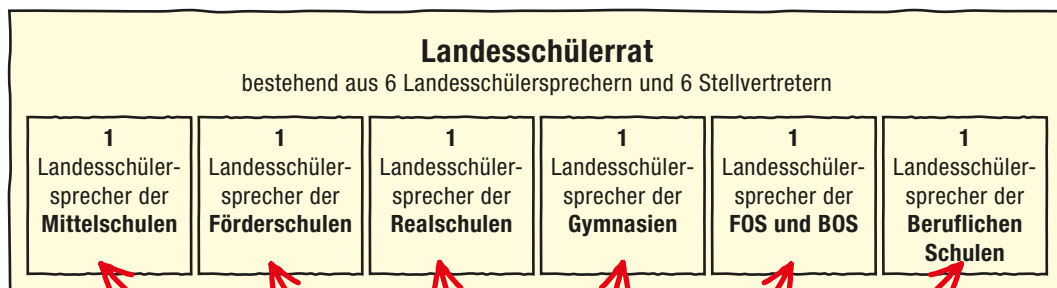 Landesschülerrat
bestehend aus 6 Landesschülersprechern und 6 Stellvertretern
1
Landesschüler-
sprecher der
Mittelschulen
1
Landesschüler-
sprecher der
Förderschulen
1
Landesschüler-
sprecher der
Realschulen
1
Landesschüler-
sprecher der
Gymnasien
1
Landesschüler-
sprecher der
FOS und BOS
1
Landesschüler-
sprecher der
Beruflichen
Schulen